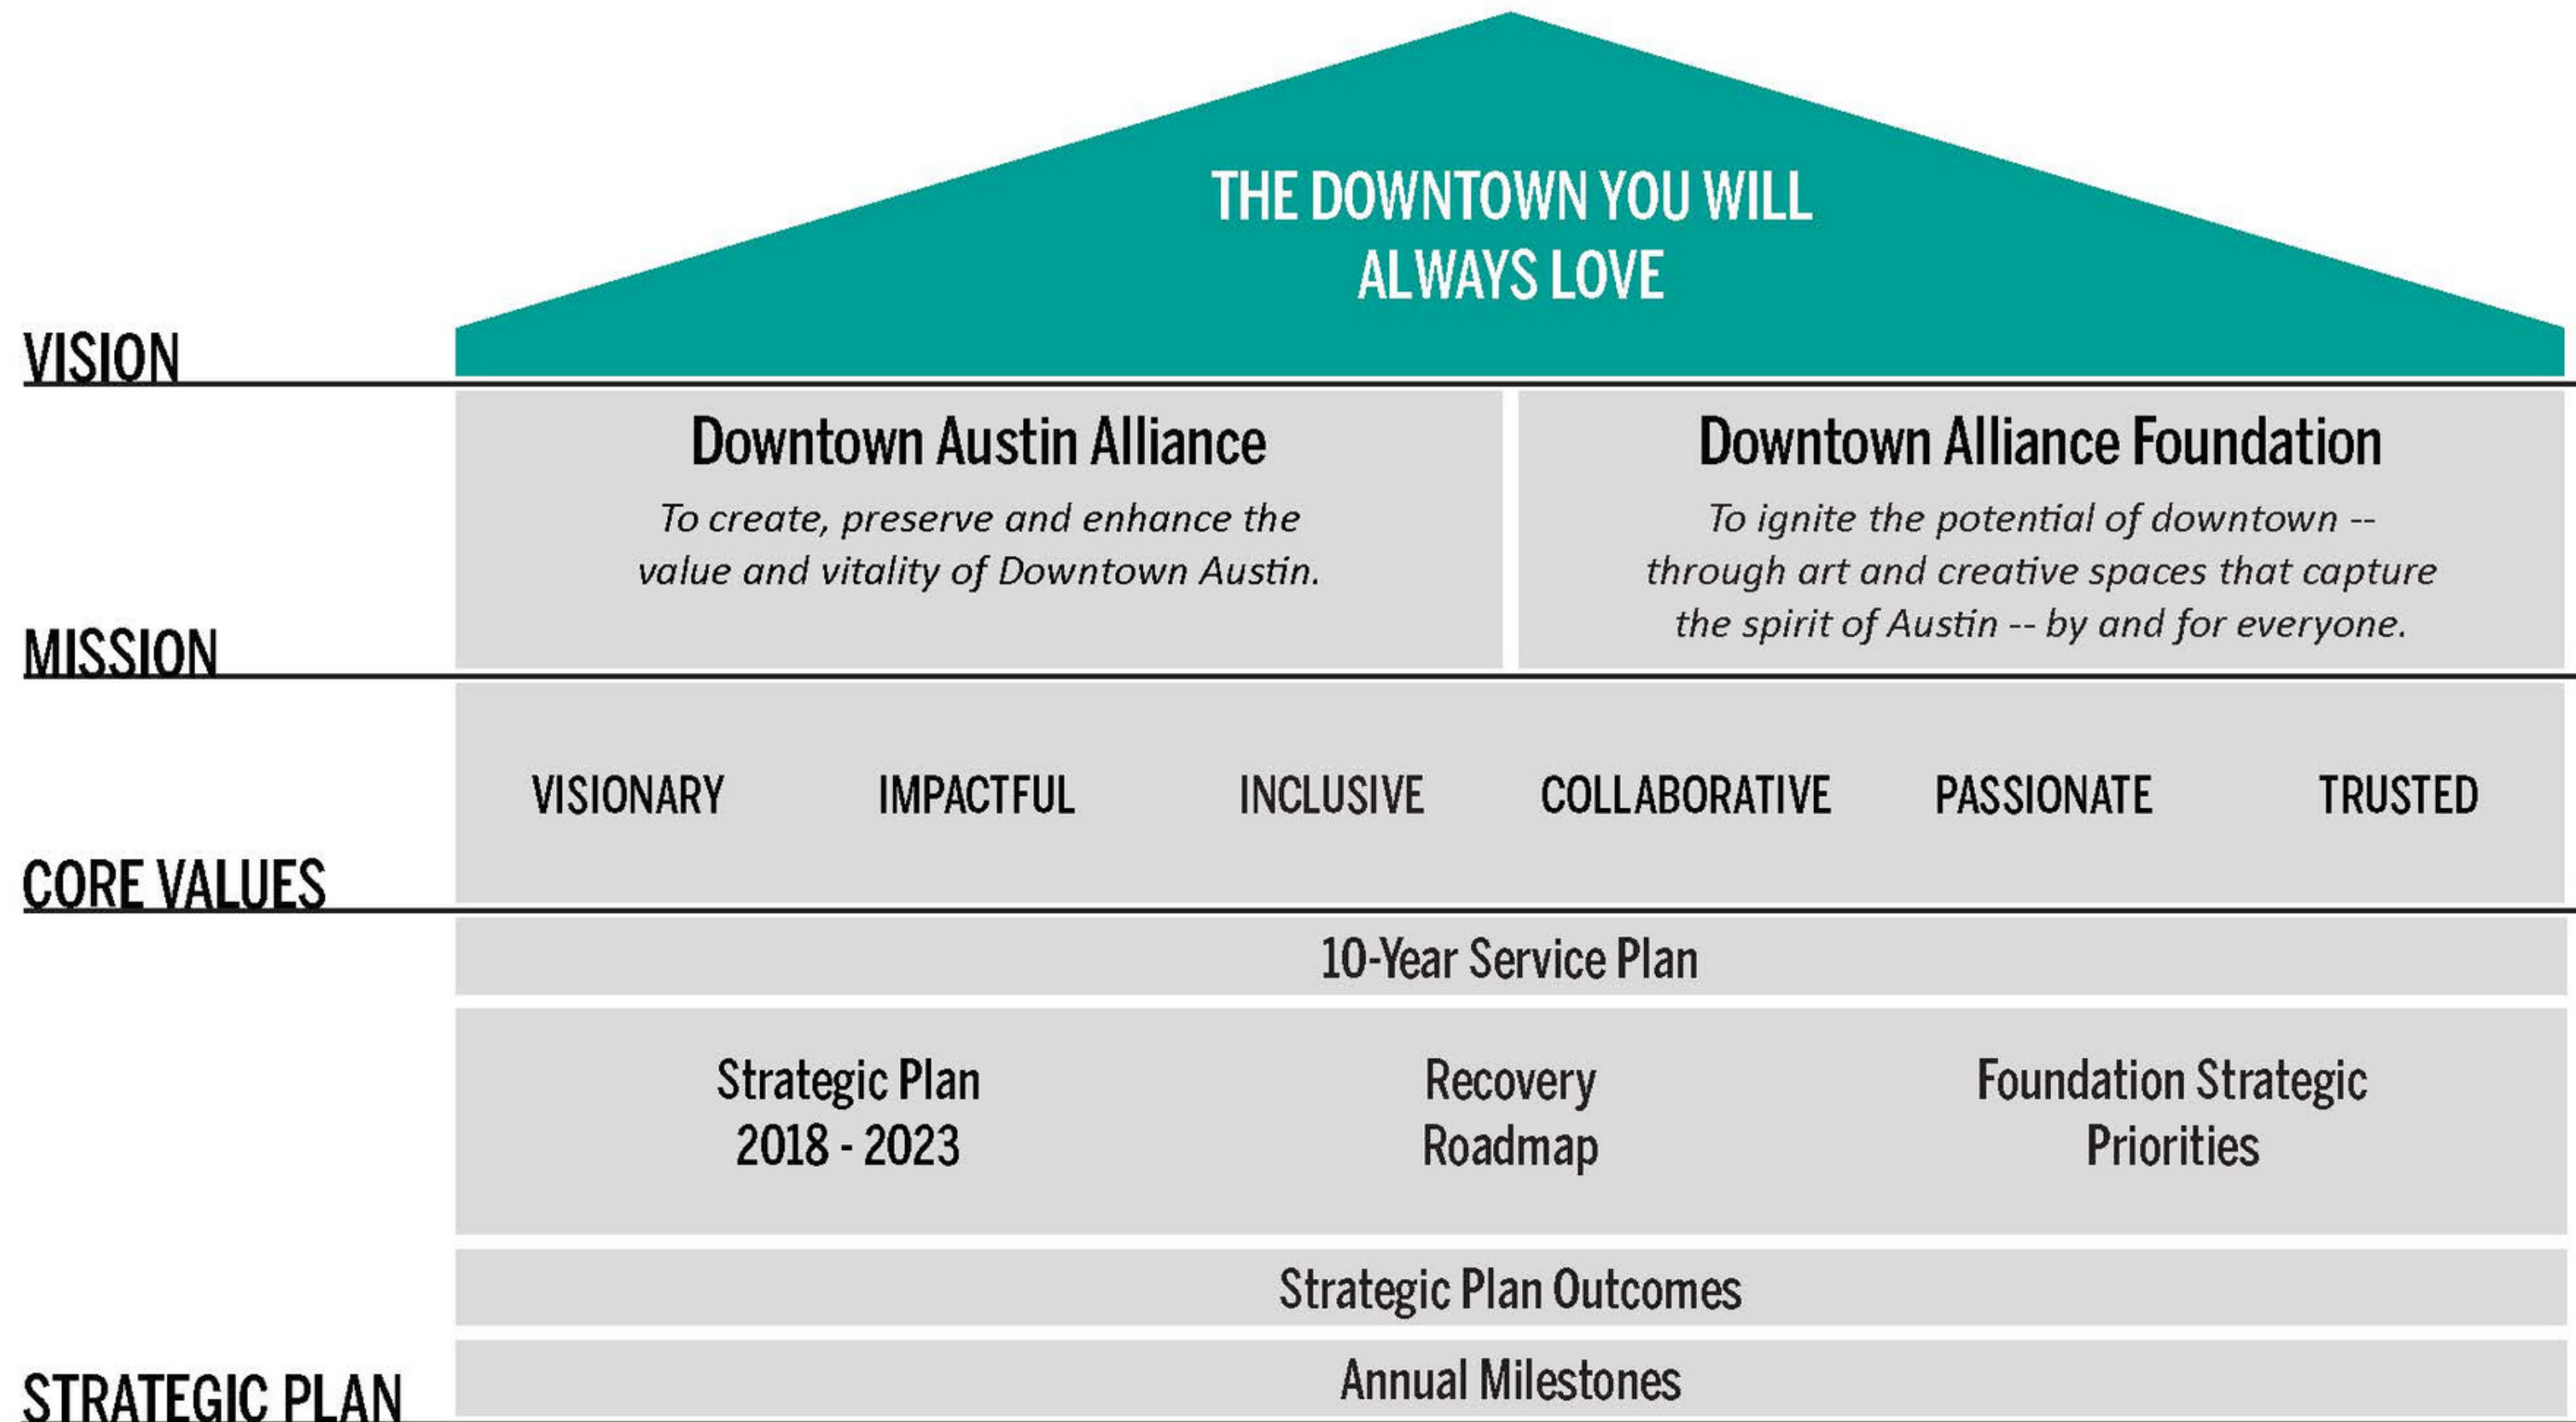 THE DOWNTOWN YOU WILL
ALWAYS LOVE
VISION
Downtown Austin Alliance
To create, preserve and enhance the
value and vitality of Downtown Austin.
Downtown Alliance Foundation
To ignite the potential of downtown --
through art and creative spaces that capture
the spirit of Austin -- by and for everyone.
MISSION
VISIONARY IMPACTFUL INCLUSIVE COLLABORATIVE PASSIONATE TRUSTED
CORE VALUES
10-Year Service Plan
Strategic Plan
2018 - 2023
Recovery
Roadmap
Foundation Strategic
Priorities
Strategic Plan Outcomes
Annual Milestones
STRATEGIC PLAN